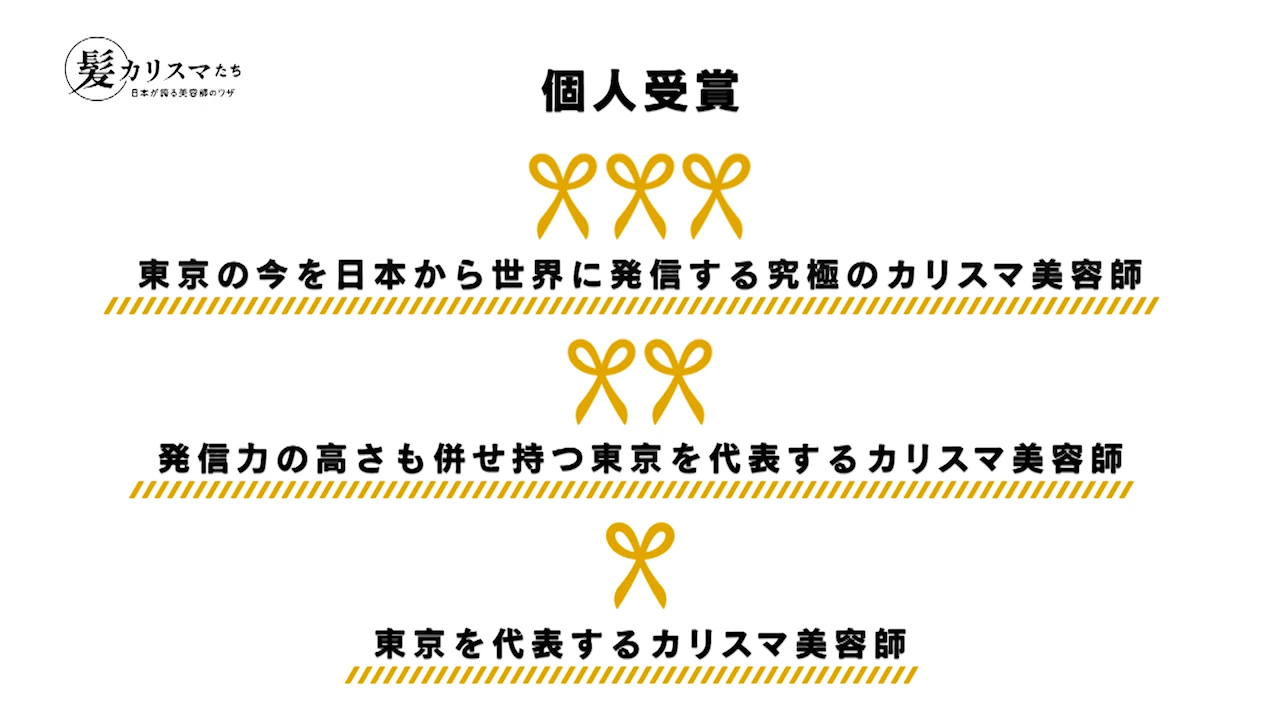 髪カリスマたち
日本が誇る美容師のワザ
個人受賞
東京の今を日本から世界に発信する究極のカリスマ美容師
発信力の高さも併せ持つ東京を代表するカリスマ美容師
東京を代表するカリスマ美容師